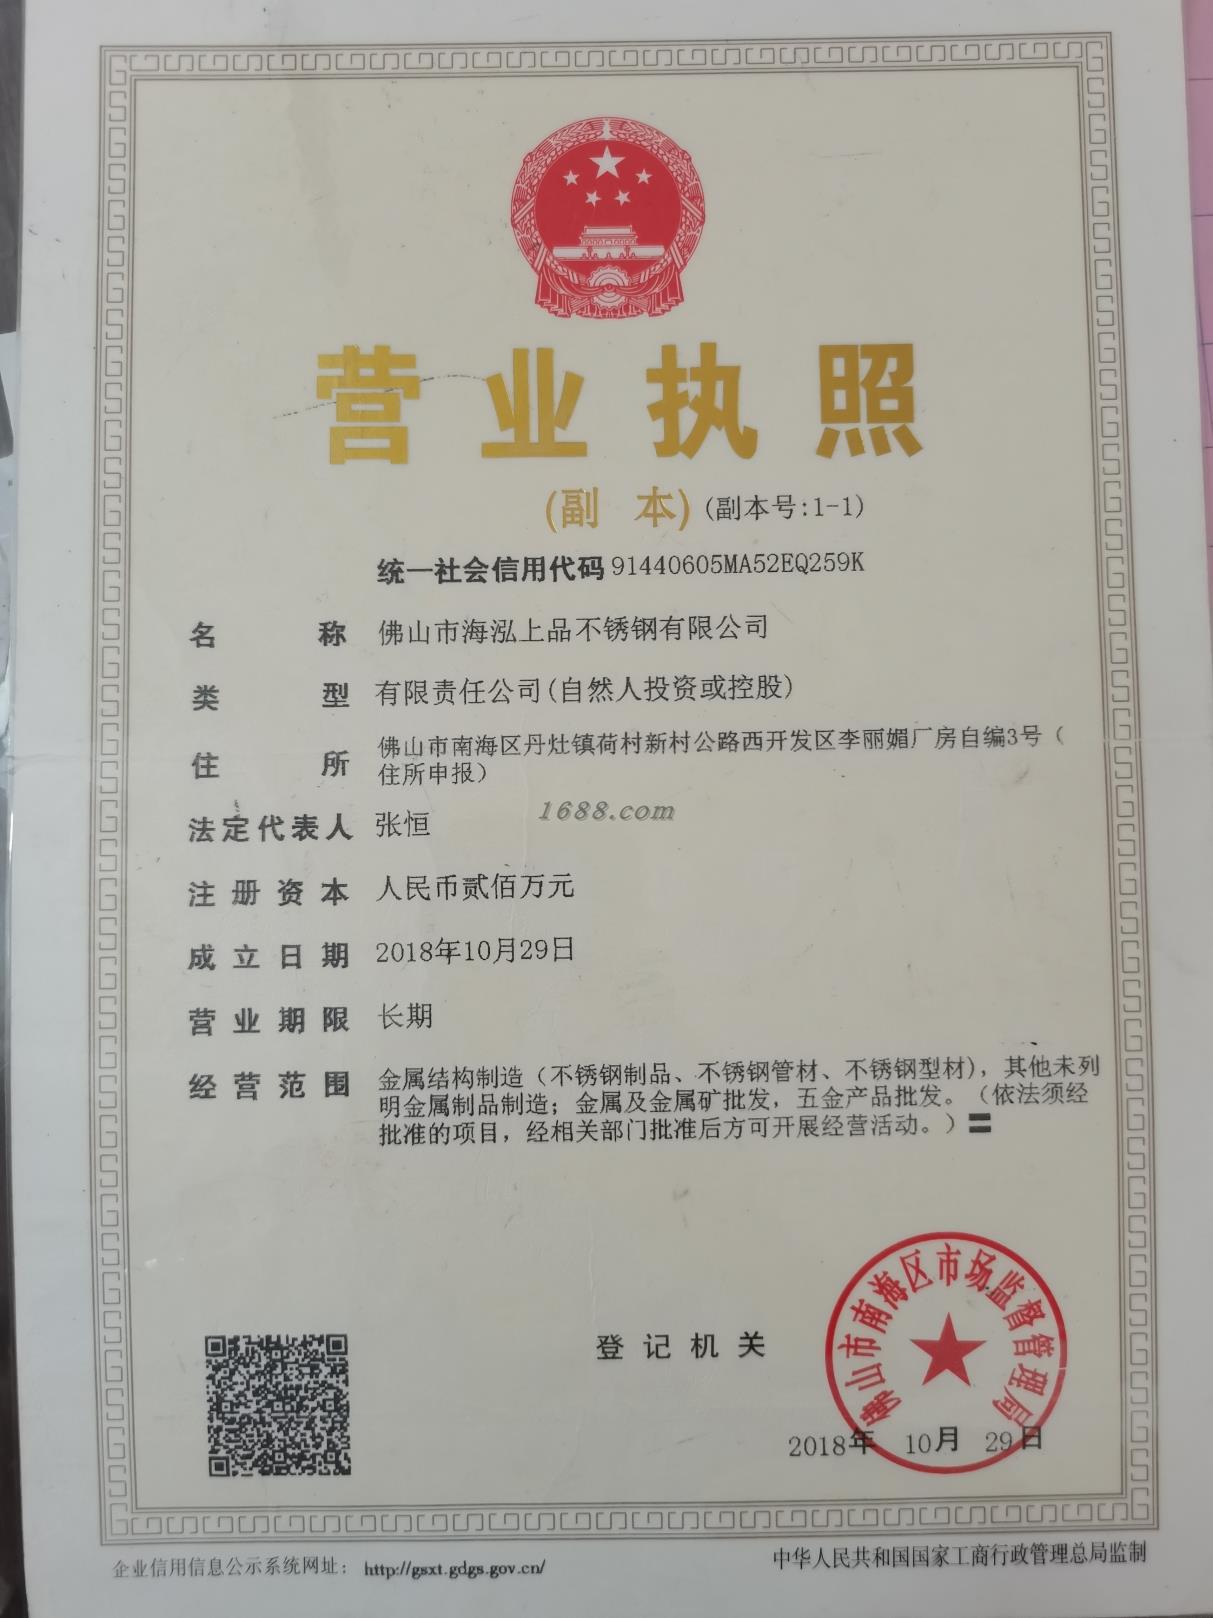 营业执照
(副 本) (副本号:1-1)
统一社会信用代码 91440605MA52EQ259K
名称 佛山市海泓上品不锈钢有限公司
类型 有限责任公司(自然人投资或控股)
住所 佛山市南海区丹灶镇荷村新村公路西开发区李丽媚厂房自编3号（
住所申报）
1688.com
法定代表人 张恒
注册资本 人民币贰佰万元
成立日期 2018年10月29日
营业期限 长期
经营范围 金属结构制造（不锈钢制品、不锈钢管材、不锈钢型材），其他未列
明金属制品制造；金属及金属矿批发，五金产品批发。（依法须经
批准的项目，经相关部门批准后方可开展经营活动。）〓
佛山市南海区市场监督管理局
登记机关
2018年 10月 29日
企业信用信息公示系统网址： http://gsxt.gdgs.gov.cn/
中华人民共和国国家工商行政管理总局监制